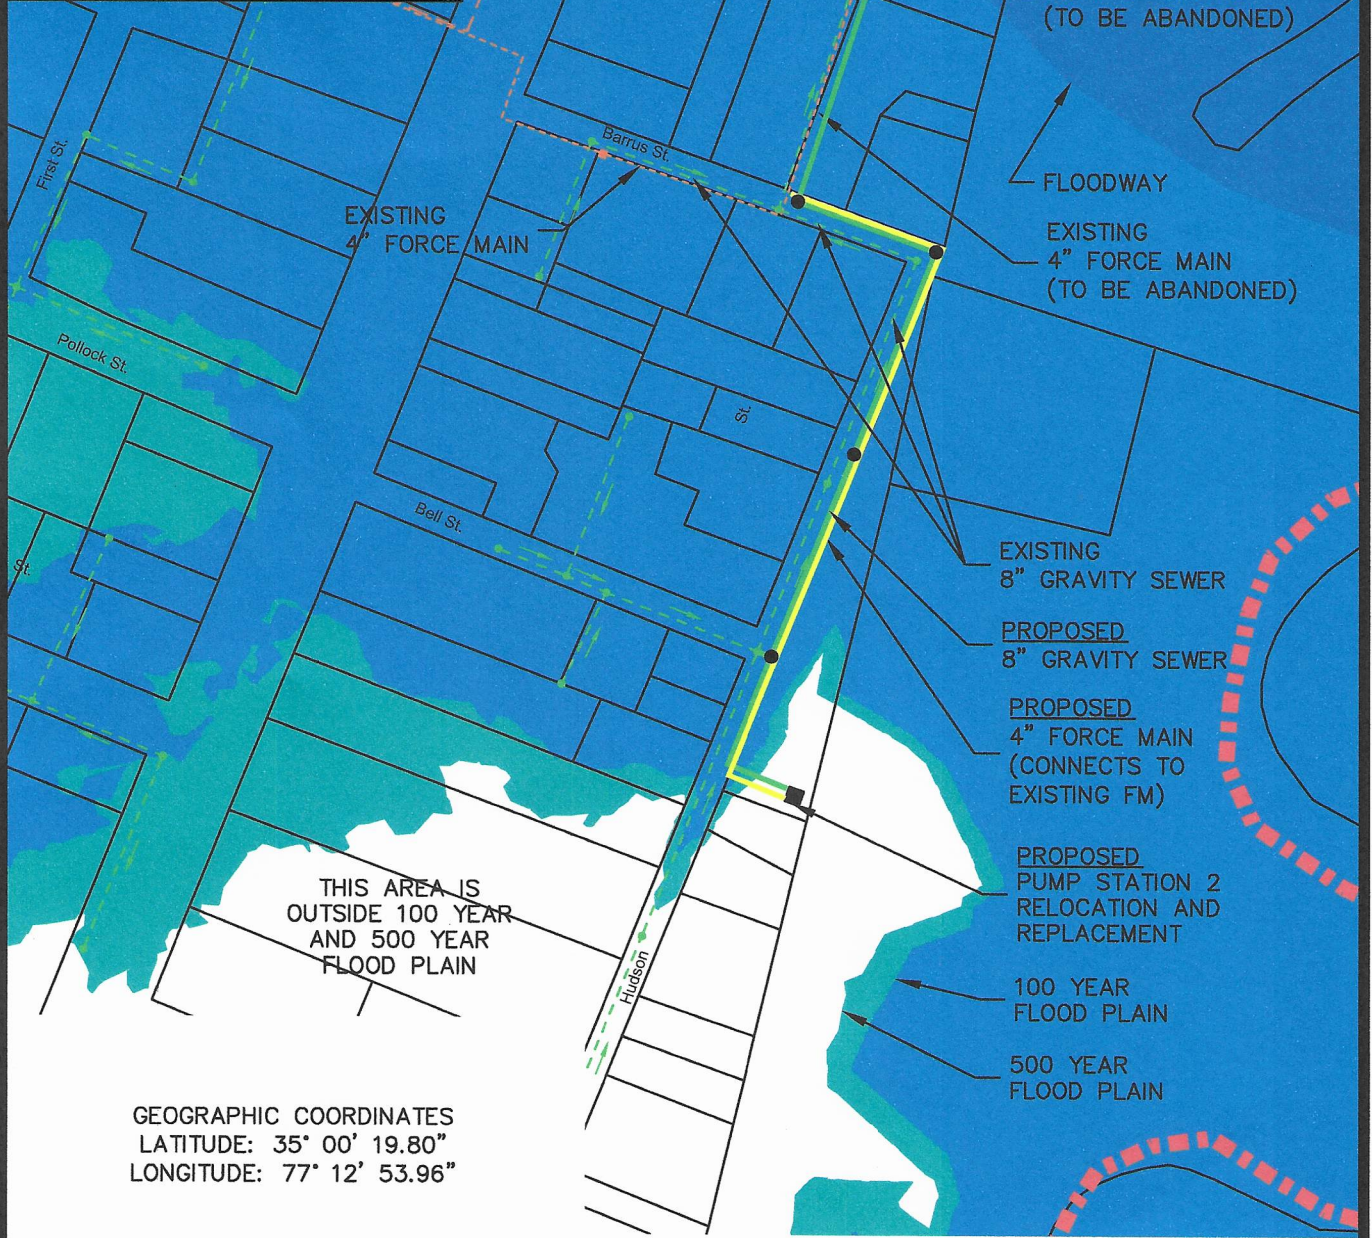 (TO BE ABANDONED)
Barrus St.
First St.
FLOODWAY
EXISTING
4" FORCE MAIN
EXISTING
4" FORCE MAIN
(TO BE ABANDONED)
Pollock St.
St.
Bell St.
EXISTING
8" GRAVITY SEWER
St.
PROPOSED
8" GRAVITY SEWER
PROPOSED
4" FORCE MAIN
(CONNECTS TO
EXISTING FM)
PROPOSED
PUMP STATION 2
RELOCATION AND
REPLACEMENT
THIS AREA IS
OUTSIDE 100 YEAR
AND 500 YEAR
FLOOD PLAIN
Hudson
100 YEAR
FLOOD PLAIN
500 YEAR
FLOOD PLAIN
GEOGRAPHIC COORDINATES
LATITUDE: 35° 00' 19.80"
LONGITUDE: 77° 12' 53.96"